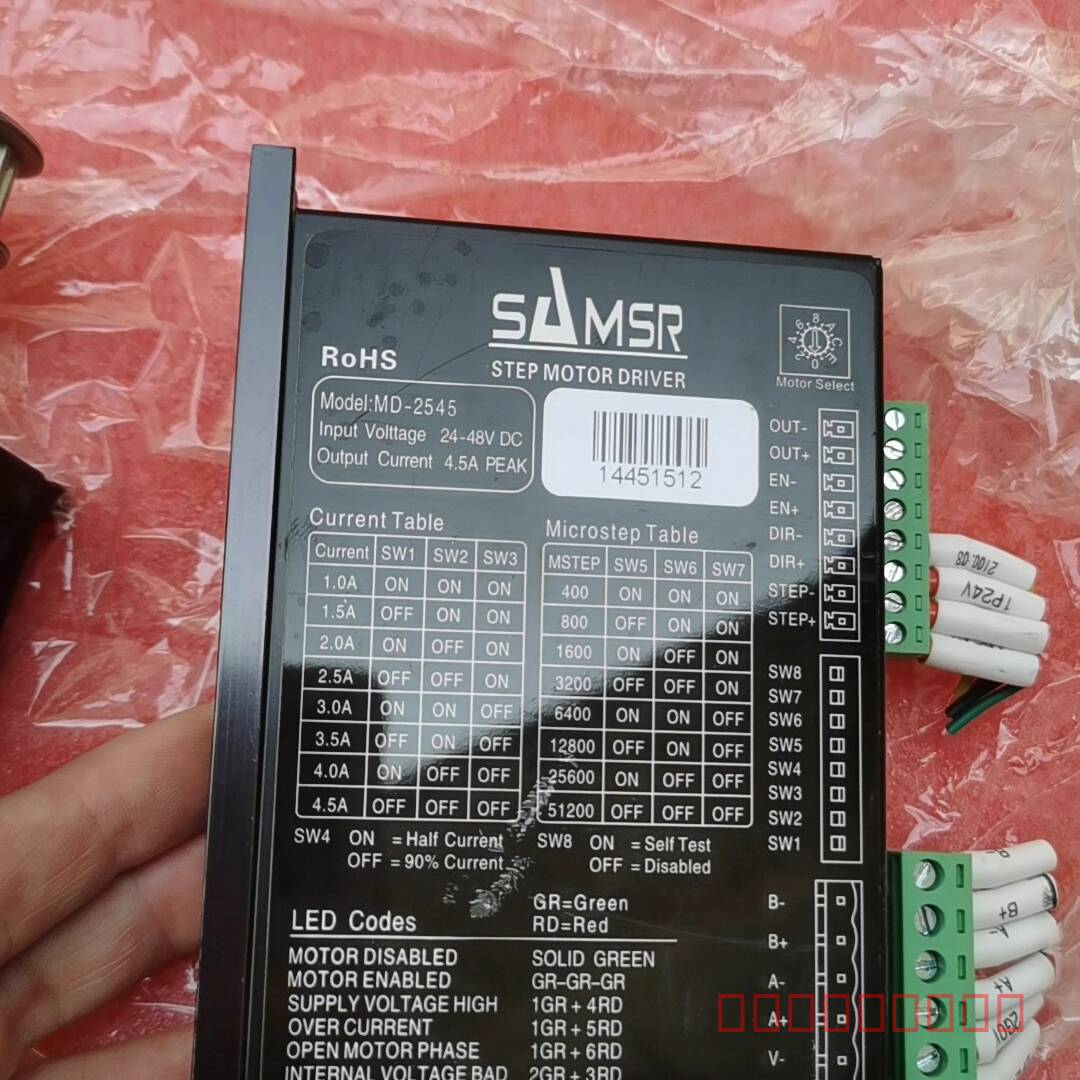 SAMSR
STEP MOTOR DRIVER
RoHS
Model:MD-2545
Input Voltage 24-48V DC
Output Current 4.5A PEAK
14451512
Motor Select
Current Table
Current SW1 SW2 SW3
1.0A ON ON ON
1.5A OFF ON ON
2.0A ON OFF ON
2.5A OFF OFF ON
3.0A ON ON OFF
3.5A OFF ON OFF
4.0A ON OFF OFF
4.5A OFF OFF OFF
SW4 ON =Half Current
OFF =90% Current
Microstep Table
MSTEP SW5 SW6 SW7
400 ON ON ON
800 OFF ON ON
1600 ON OFF ON
3200 OFF OFF ON
6400 ON ON OFF
12800 OFF ON OFF
25600 ON OFF OFF
51200 OFF OFF OFF
SW8 ON =Self Test
OFF =Disabled
OUT-
OUT+
EN-
EN+
DIR-
DIR+
STEP-
STEP+
SW8
SW7
SW6
SW5
SW4
SW3
SW2
SW1
B-
B+
A-
A+
V-
LED Codes
GR=Green
RD=Red
MOTOR DISABLED SOLID GREEN
MOTOR ENABLED GR-GR-GR
SUPPLY VOLTAGE HIGH 1GR+4RD
OVER CURRENT 1GR+5RD
OPEN MOTOR PHASE 1GR+6RD
INTERNAL VOLTAGE BAD 2GR+3RD
2100.03
1P24V
B+
A+